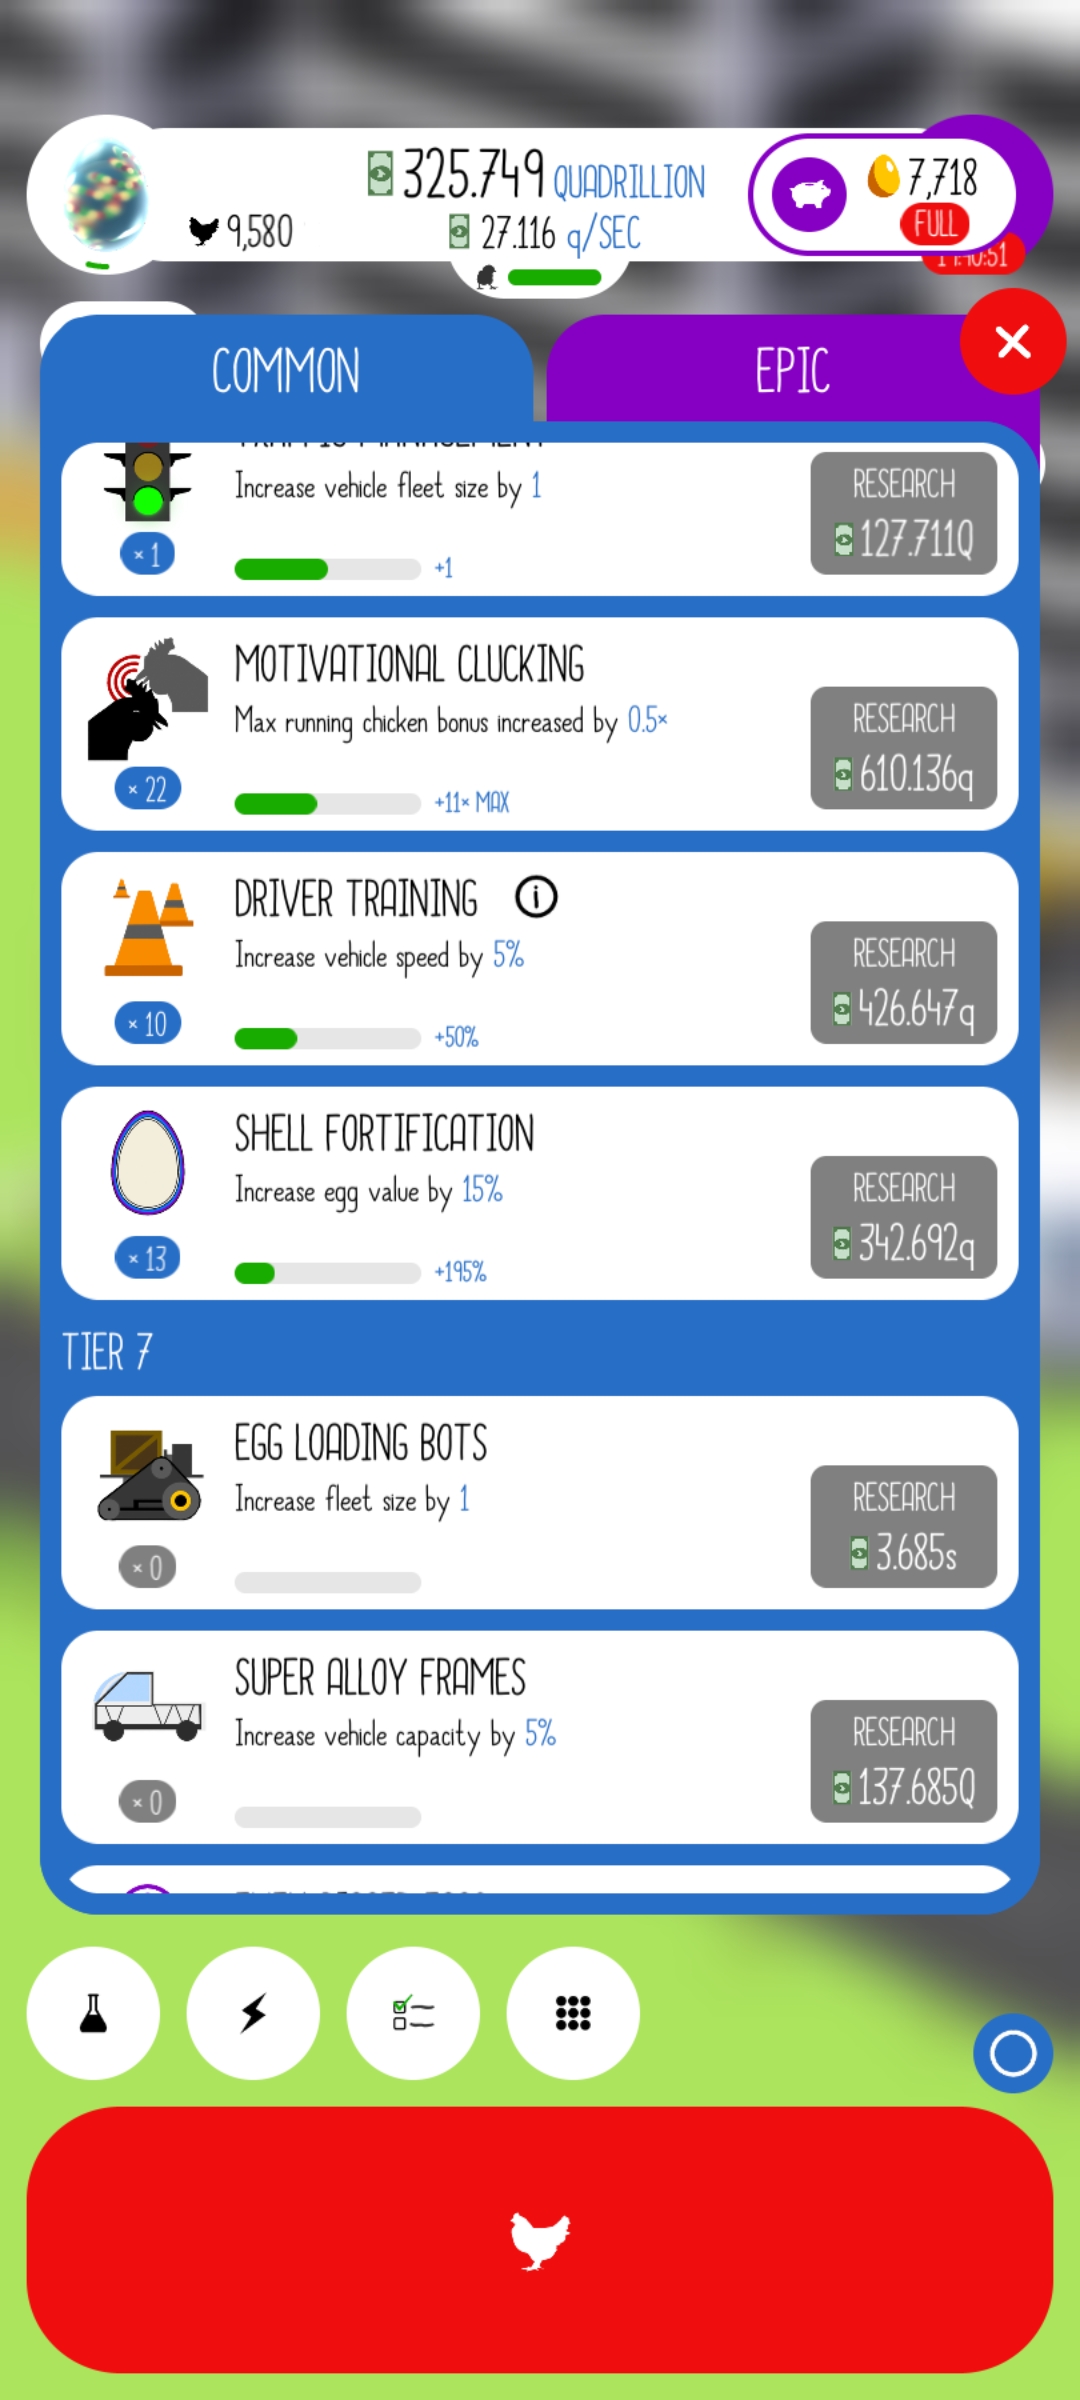 325.749 QUADRILLION
9,580
27.116 q/SEC
7,718
FULL
COMMON
EPIC
TRAFFIC MANAGEMENT
Increase vehicle fleet size by 1
× 1
+1
RESEARCH
127.711Q
MOTIVATIONAL CLUCKING
Max running chicken bonus increased by 0.5×
× 22
+11× MAX
RESEARCH
610.136q
DRIVER TRAINING
Increase vehicle speed by 5%
× 10
+50%
RESEARCH
426.647q
SHELL FORTIFICATION
Increase egg value by 15%
× 13
+195%
RESEARCH
342.692q
TIER 7
EGG LOADING BOTS
Increase fleet size by 1
× 0
RESEARCH
3.685s
SUPER ALLOY FRAMES
Increase vehicle capacity by 5%
× 0
RESEARCH
137.685Q